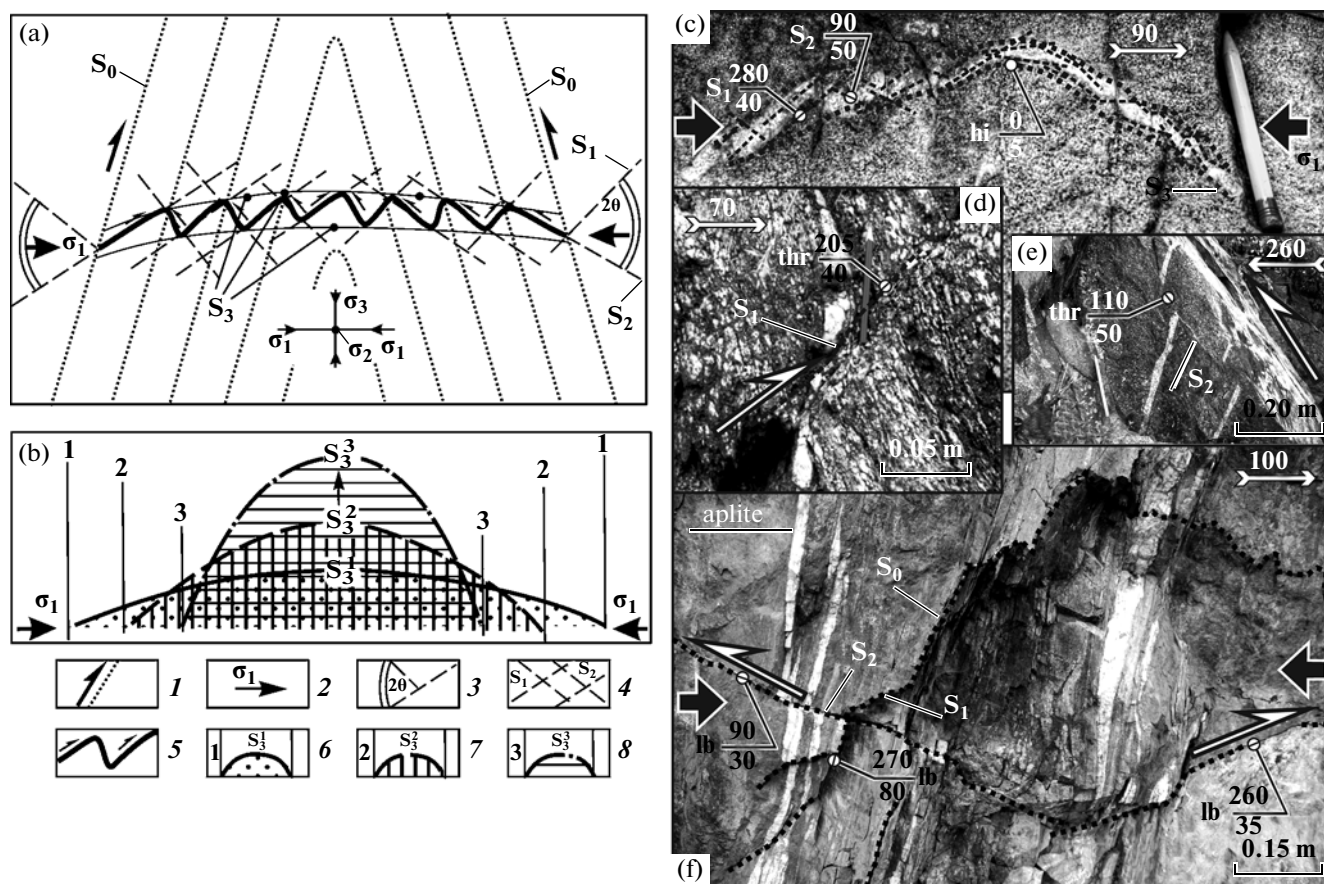 (a)
S0
S0
S1
2θ
σ1
S3
σ3
σ1
σ2
σ1
S2
(b)
1
2
3
S3^3
S3^2
S3^1
3
2
1
σ1
σ1
1
σ1
2
2θ
3
S1
S2
4
5
1
S3^1
6
2
S3^2
7
3
S3^3
8
(c)
S2 90
50
90
S1 280
40
hi 0
5
σ1
(d)
70
thr 205
40
S1
0.05 m
(e)
260
thr 110
50
S2
0.20 m
100
aplite
S0
S2
S1
lb 90
30
270 lb
80
lb 260
35
0.15 m
(f)